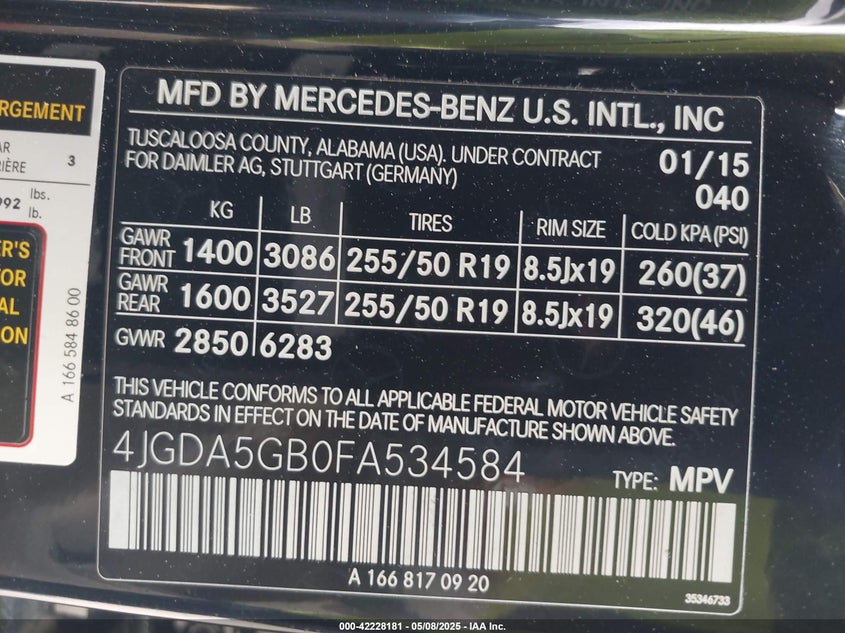 RGEMENT
AR
RIÈRE 3
992 lbs.
lb.
R'S
TOR
AL
ON
A 166 584 86 00
MFD BY MERCEDES-BENZ U.S. INTL., INC
TUSCALOOSA COUNTY, ALABAMA (USA). UNDER CONTRACT
FOR DAIMLER AG, STUTTGART (GERMANY)
01/15
040
KG LB TIRES RIM SIZE COLD KPA (PSI)
GAWR FRONT 1400 3086 255/50 R19 8.5Jx19 260(37)
GAWR REAR 1600 3527 255/50 R19 8.5Jx19 320(46)
GVWR 2850 6283
THIS VEHICLE CONFORMS TO ALL APPLICABLE FEDERAL MOTOR VEHICLE SAFETY
STANDARDS IN EFFECT ON THE DATE OF MANUFACTURE SHOWN ABOVE.
4JGDA5GB0FA534584
TYPE: MPV
A 166 817 09 20
35346733
000-42228181 - 05/08/2025 - IAA Inc.